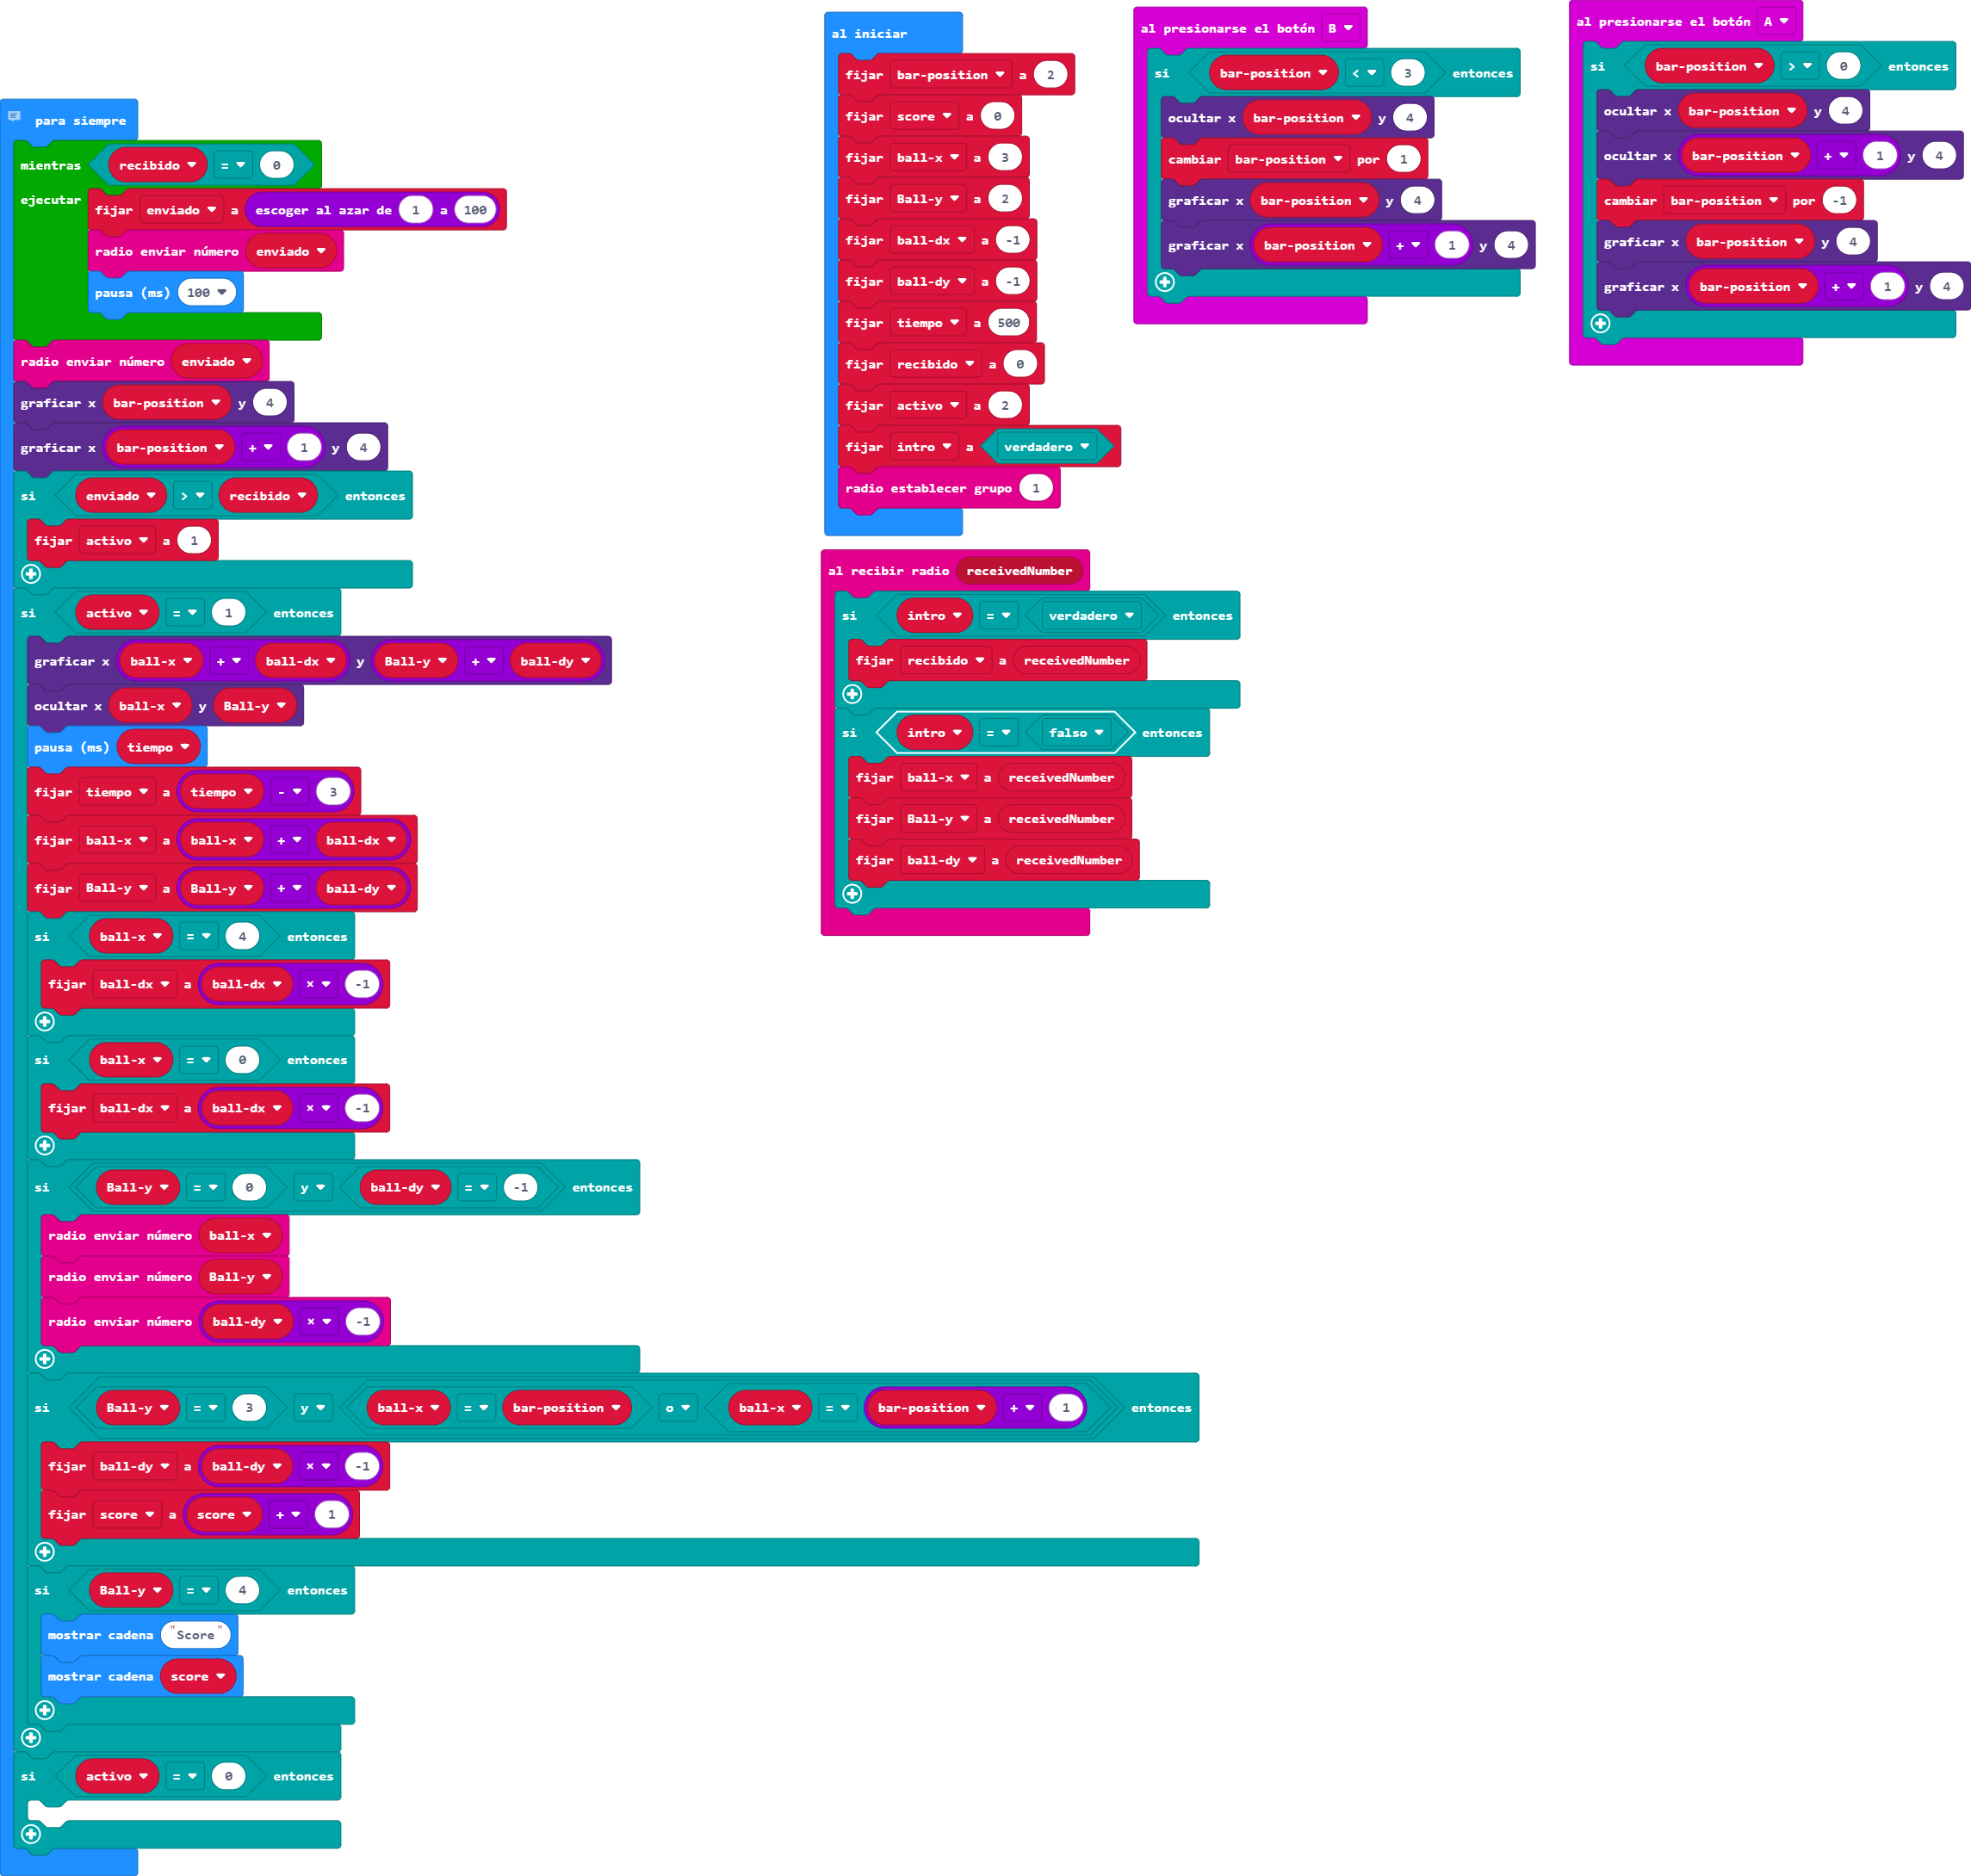 para siempre
mientras recibido = 0
ejecutar
fijar enviado a escoger al azar de 1 a 100
radio enviar número enviado
pausa (ms) 100
radio enviar número enviado
graficar x bar-position y 4
graficar x bar-position + 1 y 4
si enviado > recibido entonces
fijar activo a 1
si activo = 1 entonces
graficar x ball-x + ball-dx y Ball-y + ball-dy
ocultar x ball-x y Ball-y
pausa (ms) tiempo
fijar tiempo a tiempo - 3
fijar ball-x a ball-x + ball-dx
fijar Ball-y a Ball-y + ball-dy
si ball-x = 4 entonces
fijar ball-dx a ball-dx × -1
si ball-x = 0 entonces
fijar ball-dx a ball-dx × -1
si Ball-y = 0 y ball-dy = -1 entonces
radio enviar número ball-x
radio enviar número Ball-y
radio enviar número ball-dy × -1
si Ball-y = 3 y ball-x = bar-position o ball-x = bar-position + 1 entonces
fijar ball-dy a ball-dy × -1
fijar score a score + 1
si Ball-y = 4 entonces
mostrar cadena "Score"
mostrar cadena score
si activo = 0 entonces
al iniciar
fijar bar-position a 2
fijar score a 0
fijar ball-x a 3
fijar Ball-y a 2
fijar ball-dx a -1
fijar ball-dy a -1
fijar tiempo a 500
fijar recibido a 0
fijar activo a 2
fijar intro a verdadero
radio establecer grupo 1
al recibir radio receivedNumber
si intro = verdadero entonces
fijar recibido a receivedNumber
si intro = falso entonces
fijar ball-x a receivedNumber
fijar Ball-y a receivedNumber
fijar ball-dy a receivedNumber
al presionarse el botón B
si bar-position < 3 entonces
ocultar x bar-position y 4
cambiar bar-position por 1
graficar x bar-position y 4
graficar x bar-position + 1 y 4
al presionarse el botón A
si bar-position > 0 entonces
ocultar x bar-position y 4
ocultar x bar-position + 1 y 4
cambiar bar-position por -1
graficar x bar-position y 4
graficar x bar-position + 1 y 4